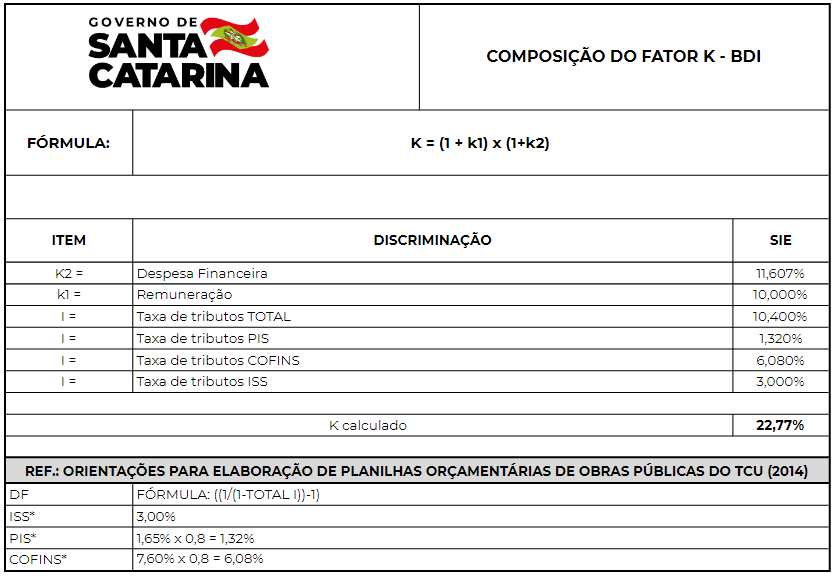 GOVERNO DE
SANTA
CATARINA
COMPOSIÇÃO DO FATOR K - BDI
FÓRMULA: K = (1 + k1) x (1+k2)
ITEM DISCRIMINAÇÃO SIE
K2 = Despesa Financeira 11,607%
k1 = Remuneração 10,000%
I = Taxa de tributos TOTAL 10,400%
I = Taxa de tributos PIS 1,320%
I = Taxa de tributos COFINS 6,080%
I = Taxa de tributos ISS 3,000%
K calculado 22,77%
REF.: ORIENTAÇÕES PARA ELABORAÇÃO DE PLANILHAS ORÇAMENTÁRIAS DE OBRAS PÚBLICAS DO TCU (2014)
DF FÓRMULA: ((1/(1-TOTAL I))-1)
ISS* 3,00%
PIS* 1,65% x 0,8 = 1,32%
COFINS* 7,60% x 0,8 = 6,08%